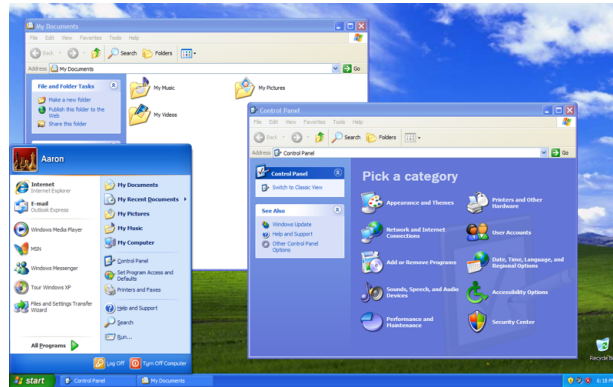 My Documents
File Edit View Favorites Tools Help
Back Search Folders
Address My Documents Go
File and Folder Tasks
Make a new folder
Publish this folder to the
Web
Share this folder
My Music
My Pictures
My Videos
Control Panel
File Edit View Favorites Tools Help
Back Search Folders
Address Control Panel Go
Control Panel
Switch to Classic View
See Also
Windows Update
Help and Support
Other Control Panel
Options
Pick a category
Appearance and Themes
Printers and Other
Hardware
Network and Internet
Connections
User Accounts
Add or Remove Programs
Date, Time, Language, and
Regional Options
Sounds, Speech, and Audio
Devices
Accessibility Options
Performance and
Maintenance
Security Center
Aaron
Internet
Internet Explorer
E-mail
Outlook Express
Windows Media Player
MSN
Windows Messenger
Tour Windows XP
Files and Settings Transfer
Wizard
All Programs
My Documents
My Recent Documents
My Pictures
My Music
My Computer
Control Panel
Set Program Access and
Defaults
Printers and Faxes
Help and Support
Search
Run...
Log Off Turn Off Computer
start Control Panel My Documents